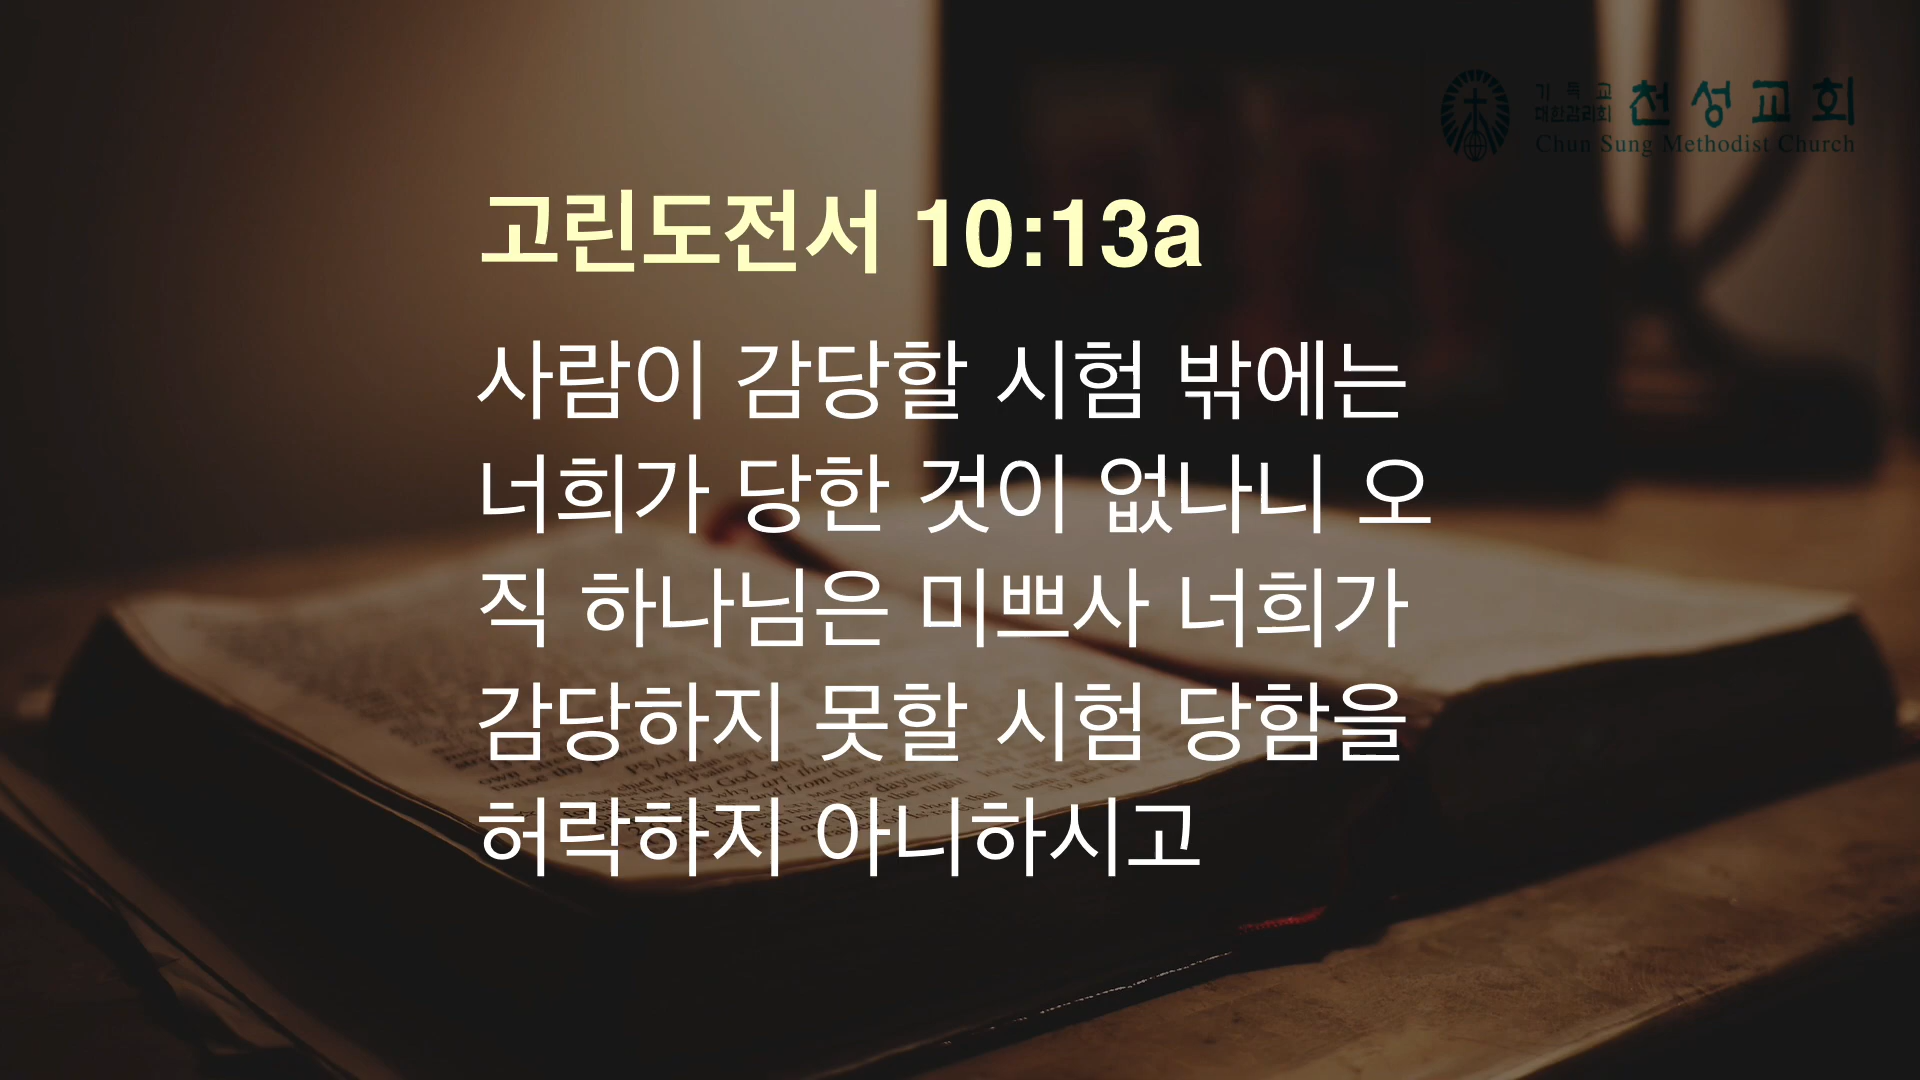 기독교
대한감리회
천성교회
Chun Sung Methodist Church
고린도전서 10:13a
사람이 감당할 시험 밖에는
너희가 당한 것이 없나니 오
직 하나님은 미쁘사 너희가
감당하지 못할 시험 당함을
허락하지 아니하시고